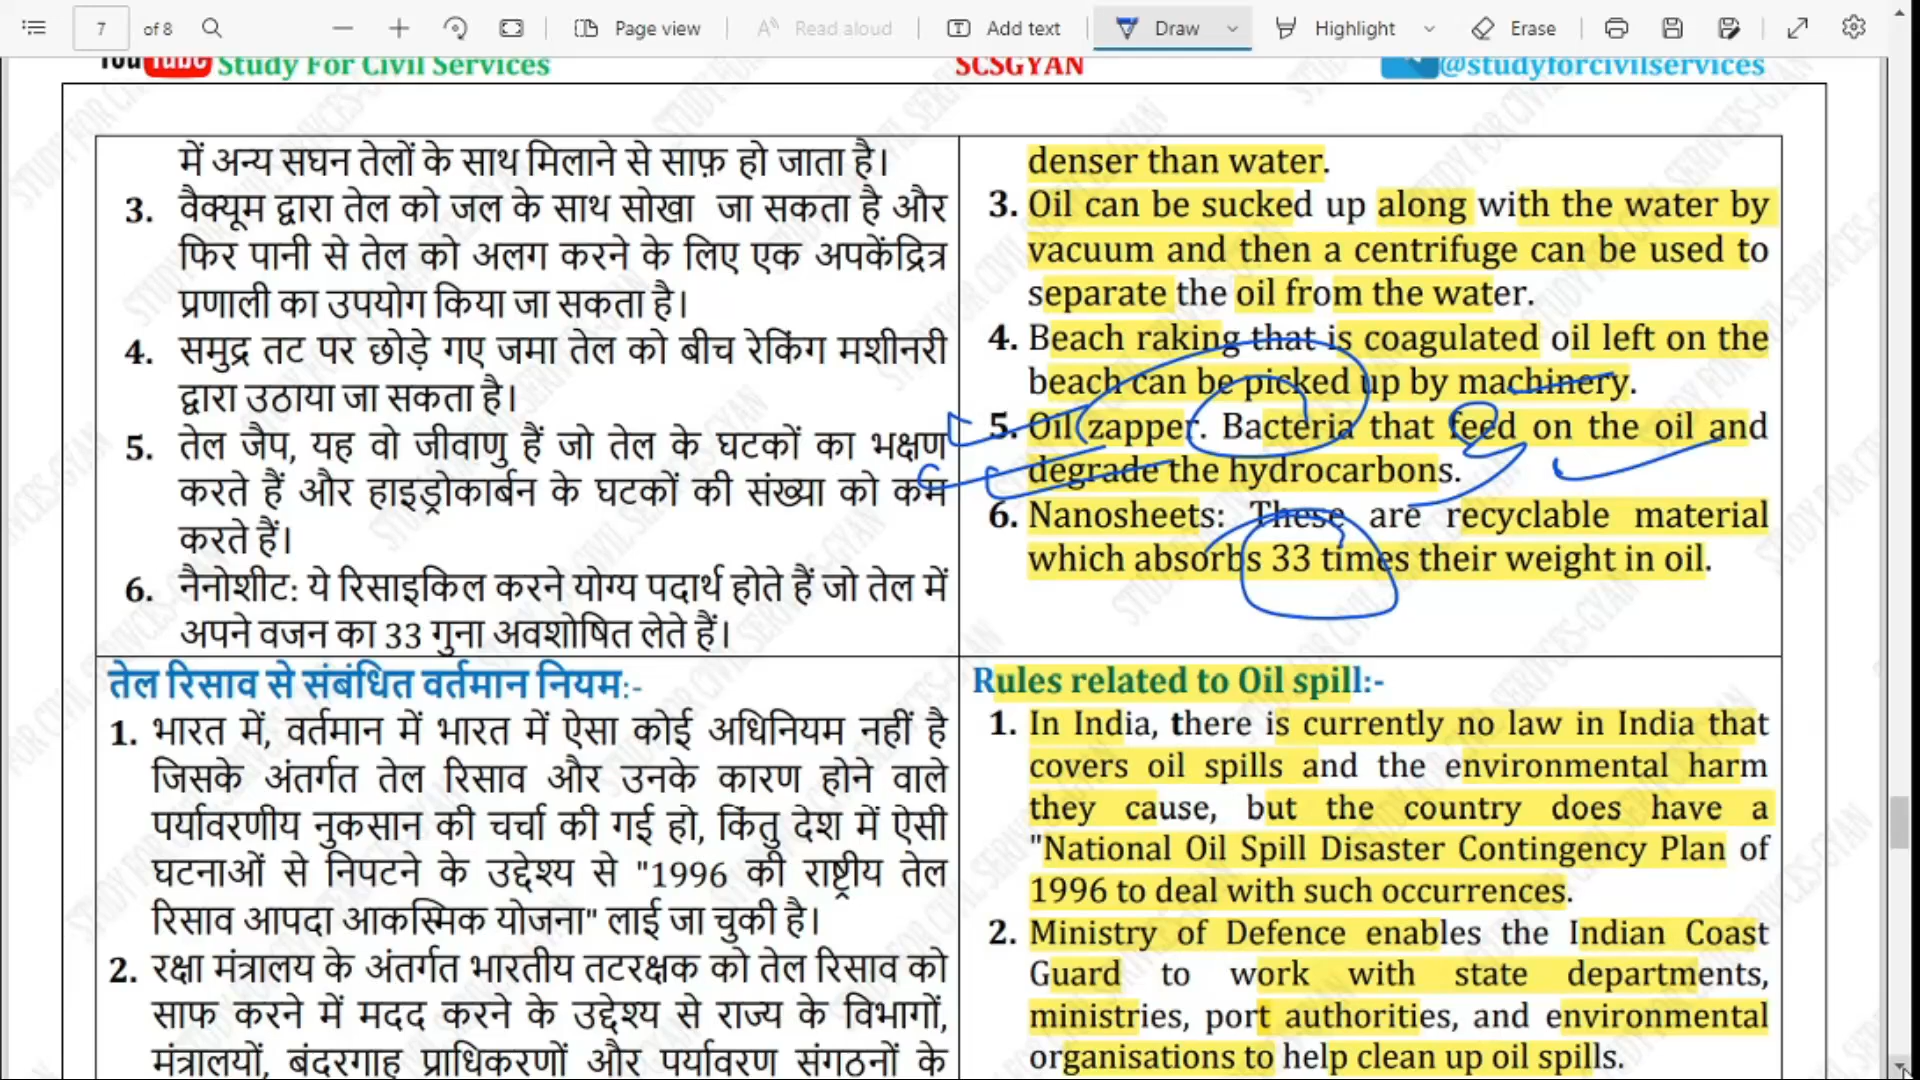 7 of 8 Page view Read aloud Add text Draw Highlight Erase
YouTube Study For Civil Services SCSGYAN @studyforcivilservices
में अन्य सघन तेलों के साथ मिलाने से साफ़ हो जाता है।
3. वैक्यूम द्वारा तेल को जल के साथ सोखा जा सकता है और
फिर पानी से तेल को अलग करने के लिए एक अपकेंद्रित्र
प्रणाली का उपयोग किया जा सकता है।
4. समुद्र तट पर छोड़े गए जमा तेल को बीच रेकिंग मशीनरी
द्वारा उठाया जा सकता है।
5. तेल जैप, यह वो जीवाणु हैं जो तेल के घटकों का भक्षण
करते हैं और हाइड्रोकार्बन के घटकों की संख्या को कम
करते हैं।
6. नैनोशीट: ये रिसाइकिल करने योग्य पदार्थ होते हैं जो तेल में
अपने वजन का 33 गुना अवशोषित लेते हैं।
denser than water.
3. Oil can be sucked up along with the water by
vacuum and then a centrifuge can be used to
separate the oil from the water.
4. Beach raking that is coagulated oil left on the
beach can be picked up by machinery.
5. Oil zapper. Bacteria that feed on the oil and
degrade the hydrocarbons.
6. Nanosheets: These are recyclable material
which absorbs 33 times their weight in oil.
तेल रिसाव से संबंधित वर्तमान नियम:-
1. भारत में, वर्तमान में भारत में ऐसा कोई अधिनियम नहीं है
जिसके अंतर्गत तेल रिसाव और उनके कारण होने वाले
पर्यावरणीय नुकसान की चर्चा की गई हो, किंतु देश में ऐसी
घटनाओं से निपटने के उद्देश्य से "1996 की राष्ट्रीय तेल
रिसाव आपदा आकस्मिक योजना" लाई जा चुकी है।
2. रक्षा मंत्रालय के अंतर्गत भारतीय तटरक्षक को तेल रिसाव को
साफ करने में मदद करने के उद्देश्य से राज्य के विभागों,
मंत्रालयों, बंदरगाह प्राधिकरणों और पर्यावरण संगठनों के
Rules related to Oil spill:-
1. In India, there is currently no law in India that
covers oil spills and the environmental harm
they cause, but the country does have a
"National Oil Spill Disaster Contingency Plan of
1996 to deal with such occurrences.
2. Ministry of Defence enables the Indian Coast
Guard to work with state departments,
ministries, port authorities, and environmental
organisations to help clean up oil spills.